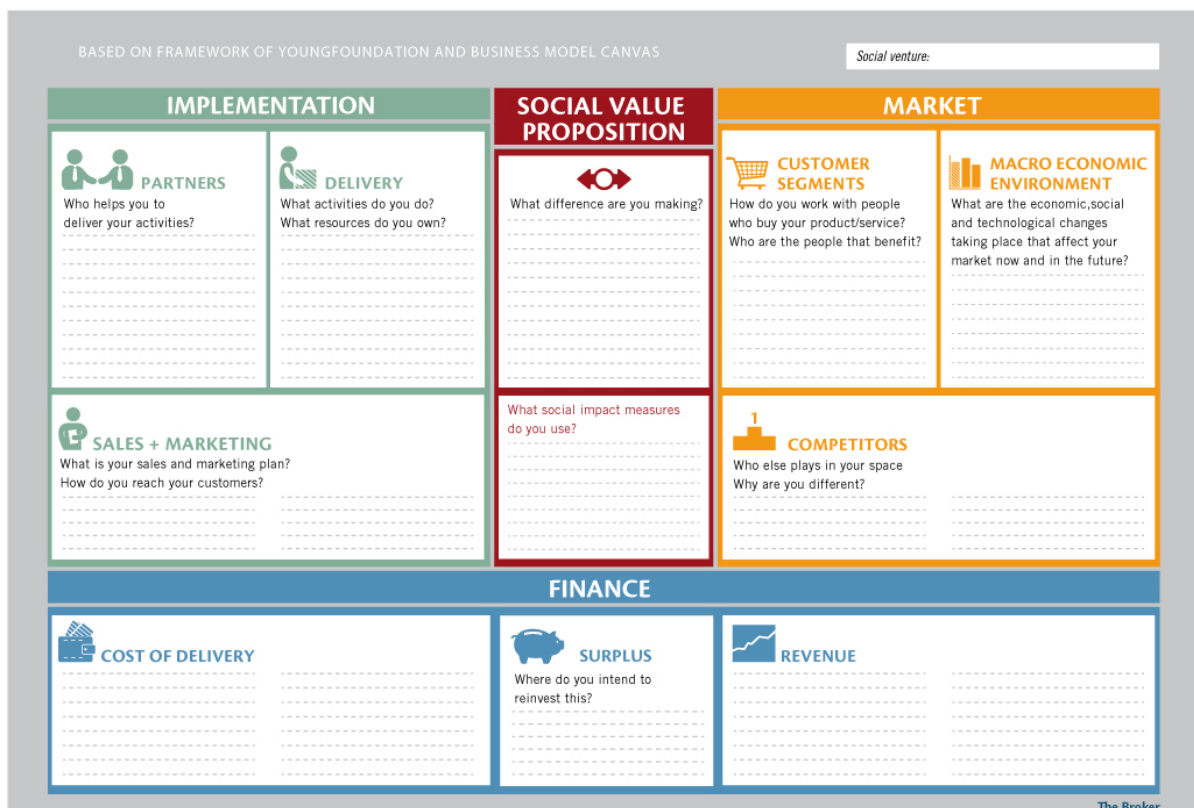 BASED ON FRAMEWORK OF YOUNGFOUNDATION AND BUSINESS MODEL CANVAS
Social venture:
IMPLEMENTATION
PARTNERS
Who helps you to
deliver your activities?
DELIVERY
What activities do you do?
What resources do you own?
SALES + MARKETING
What is your sales and marketing plan?
How do you reach your customers?
SOCIAL VALUE
PROPOSITION
What difference are you making?
What social impact measures
do you use?
MARKET
CUSTOMER
SEGMENTS
How do you work with people
who buy your product/service?
Who are the people that benefit?
MACRO ECONOMIC
ENVIRONMENT
What are the economic,social
and technological changes
taking place that affect your
market now and in the future?
1
COMPETITORS
Who else plays in your space
Why are you different?
FINANCE
COST OF DELIVERY
SURPLUS
Where do you intend to
reinvest this?
REVENUE
The Broker